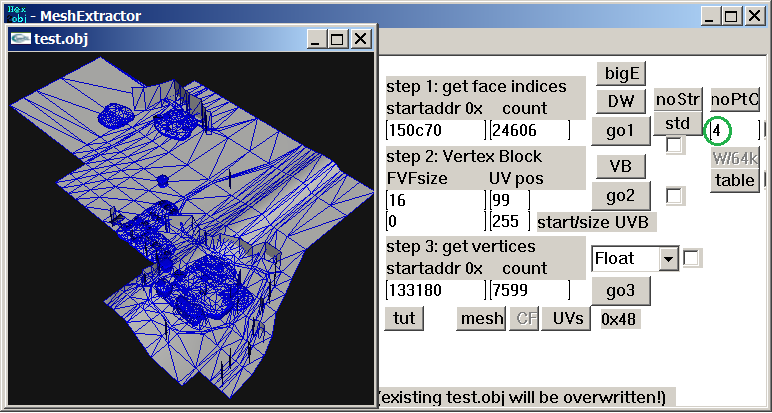 Hex
obj - MeshExtractor
test.obj
step 1: get face indices
startaddr 0x count
150c70 24606
bigE
DW
go1
noStr
std
noPtC
4
W/64k
table
step 2: Vertex Block
FVFsize UV pos
16 99
0 255 start/size UVB
VB
go2
step 3: get vertices
startaddr 0x count
133180 7599
Float
go3
tut mesh CF UVs 0x48
(existing test.obj will be overwritten!)